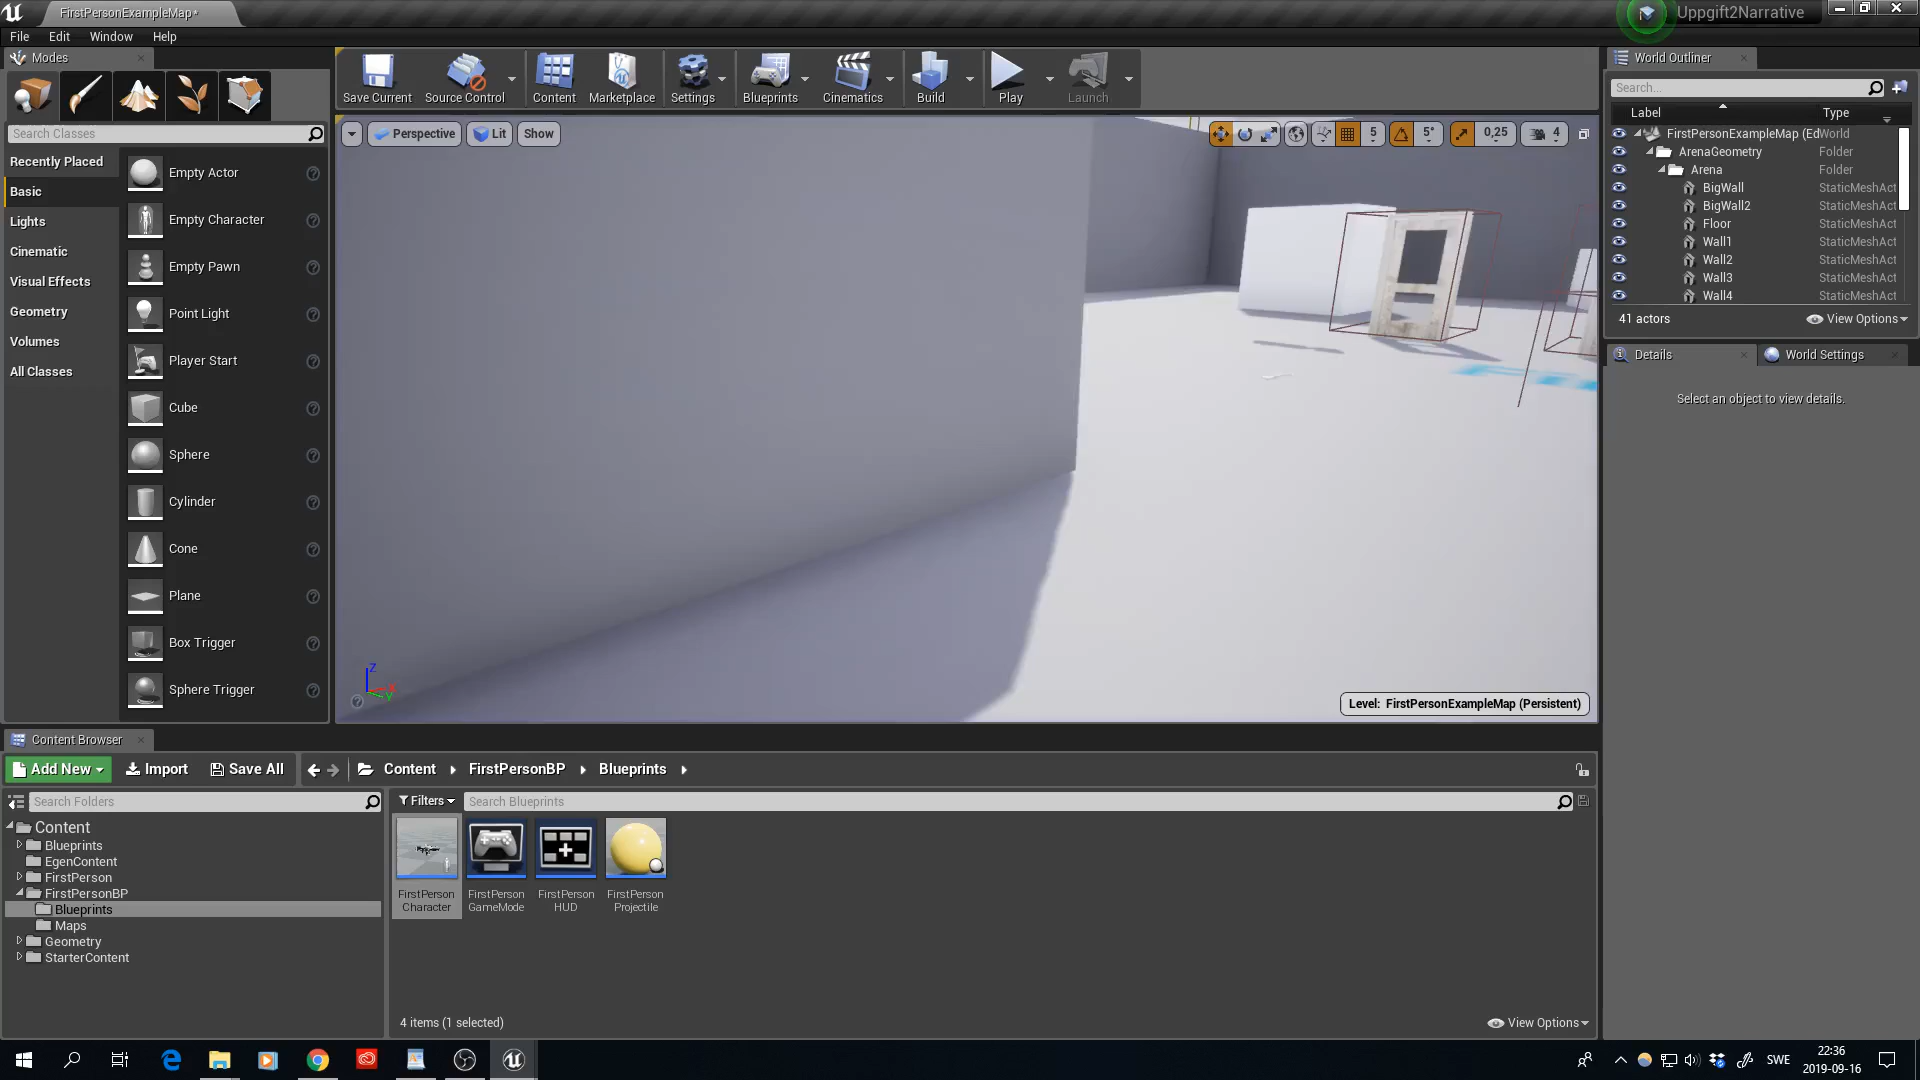 FirstPersonExampleMap*
Uppgift2Narrative
File Edit Window Help
Modes
Search Classes
Recently Placed
Basic
Lights
Cinematic
Visual Effects
Geometry
Volumes
All Classes
Empty Actor
Empty Character
Empty Pawn
Point Light
Player Start
Cube
Sphere
Cylinder
Cone
Plane
Box Trigger
Sphere Trigger
Save Current
Source Control
Content
Marketplace
Settings
Blueprints
Cinematics
Build
Play
Launch
Perspective
Lit
Show
5
5°
0,25
4
Z
Y
Level: FirstPersonExampleMap (Persistent)
World Outliner
Search...
Label Type
FirstPersonExampleMap (Ed World
ArenaGeometry Folder
Arena Folder
BigWall StaticMeshAct
BigWall2 StaticMeshAct
Floor StaticMeshAct
Wall1 StaticMeshAct
Wall2 StaticMeshAct
Wall3 StaticMeshAct
Wall4 StaticMeshAct
41 actors
View Options
Details
World Settings
Select an object to view details.
Content Browser
Add New
Import
Save All
Content
FirstPersonBP
Blueprints
Search Folders
Content
Blueprints
EgenContent
FirstPerson
FirstPersonBP
Blueprints
Maps
Geometry
StarterContent
Filters
Search Blueprints
FirstPerson
Character
FirstPerson
GameMode
FirstPerson
HUD
FirstPerson
Projectile
4 items (1 selected)
View Options
SWE
22:36
2019-09-16